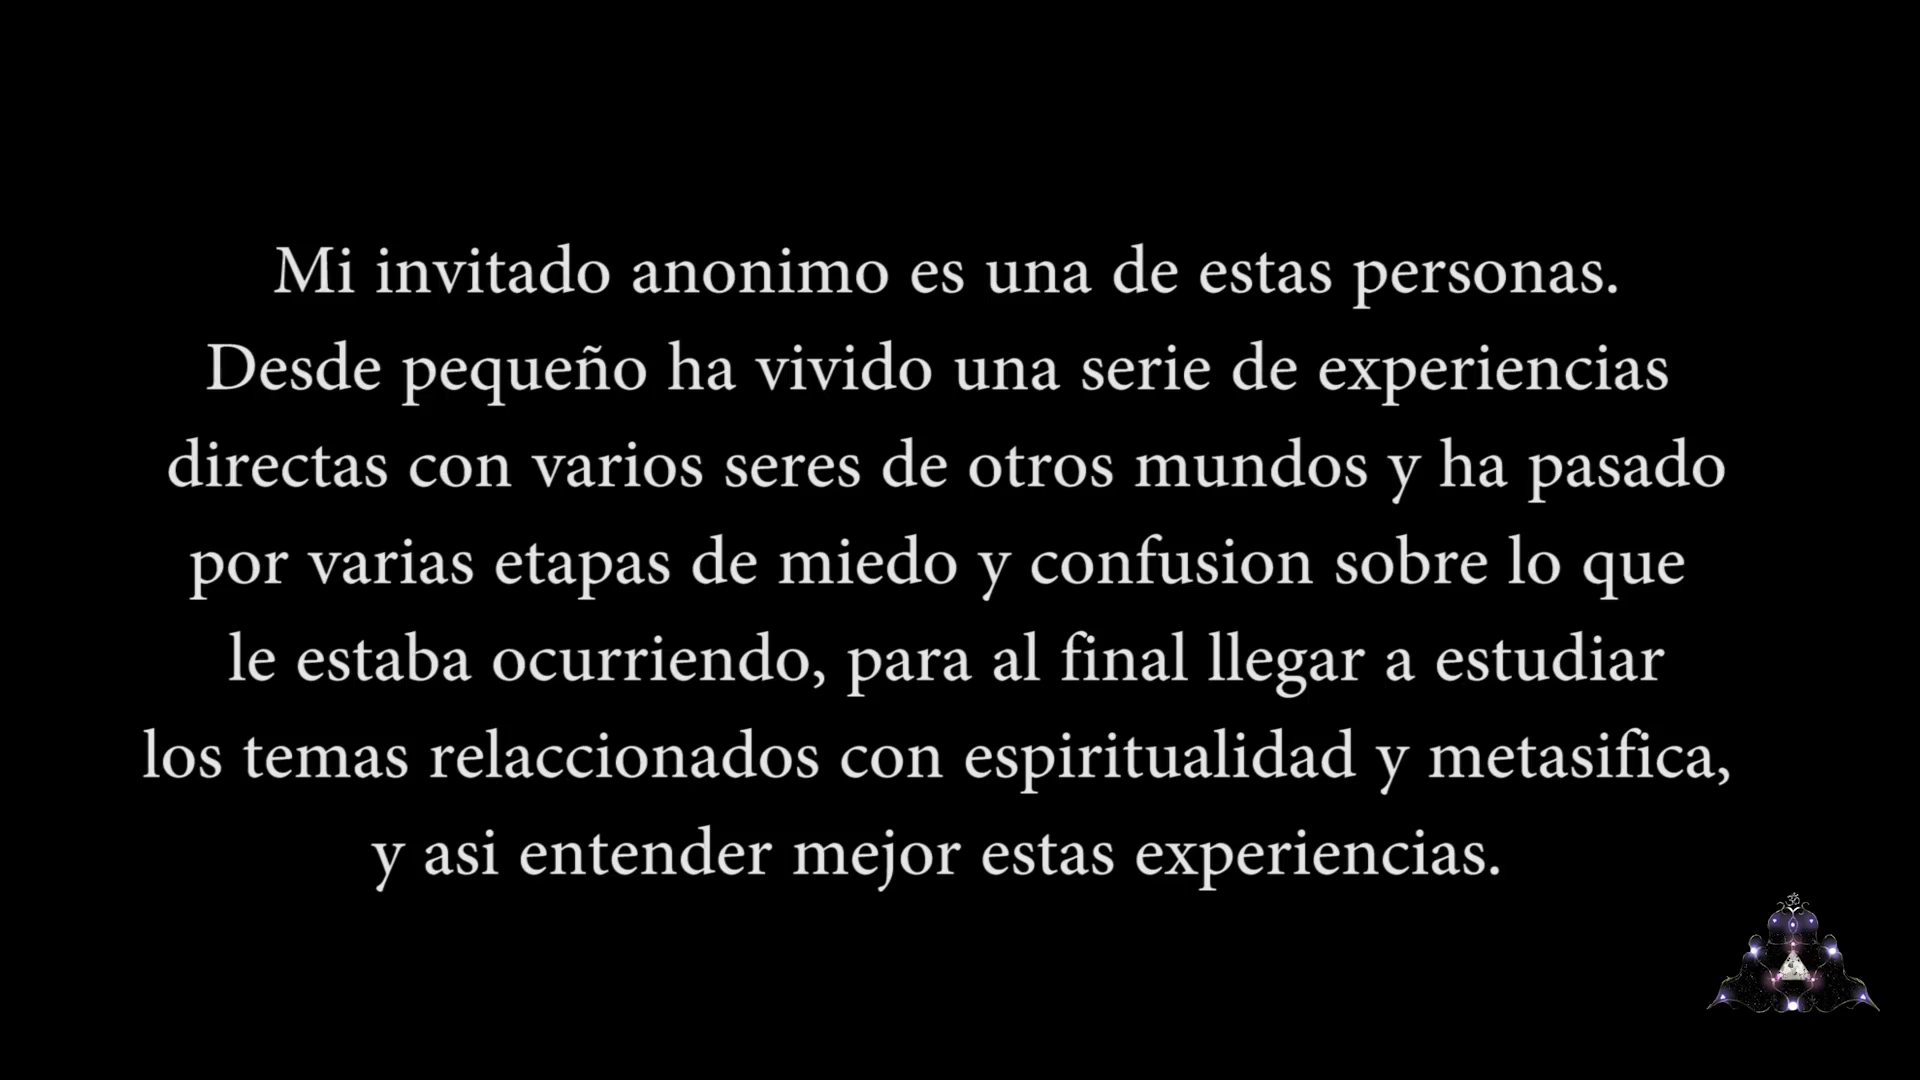 Mi invitado anonimo es una de estas personas.
Desde pequeño ha vivido una serie de experiencias
directas con varios seres de otros mundos y ha pasado
por varias etapas de miedo y confusion sobre lo que
le estaba ocurriendo, para al final llegar a estudiar
los temas relaccionados con espiritualidad y metasifica,
y asi entender mejor estas experiencias.
ॐ